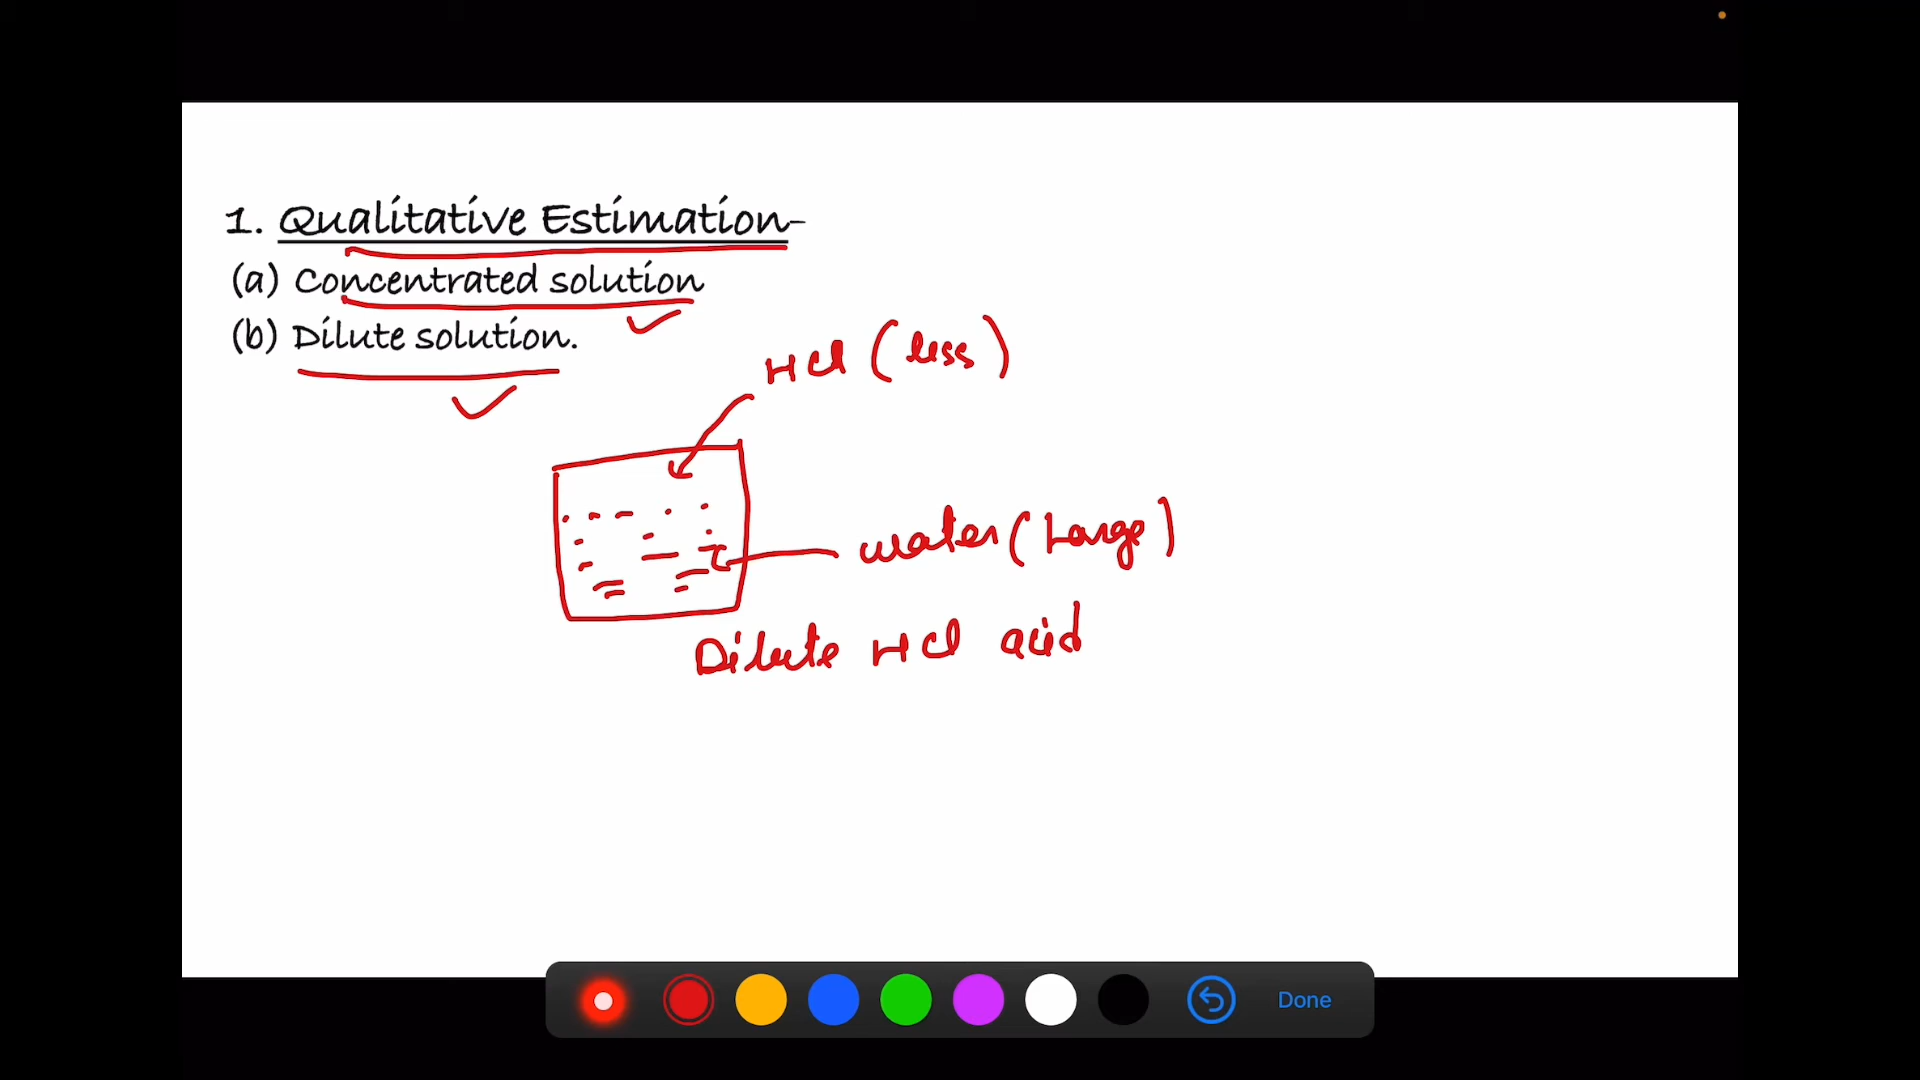 1. Qualitative Estimation-
(a) Concentrated solution
(b) Dilute solution.
HCl (less)
water (Large)
Dilute HCl acid
Done